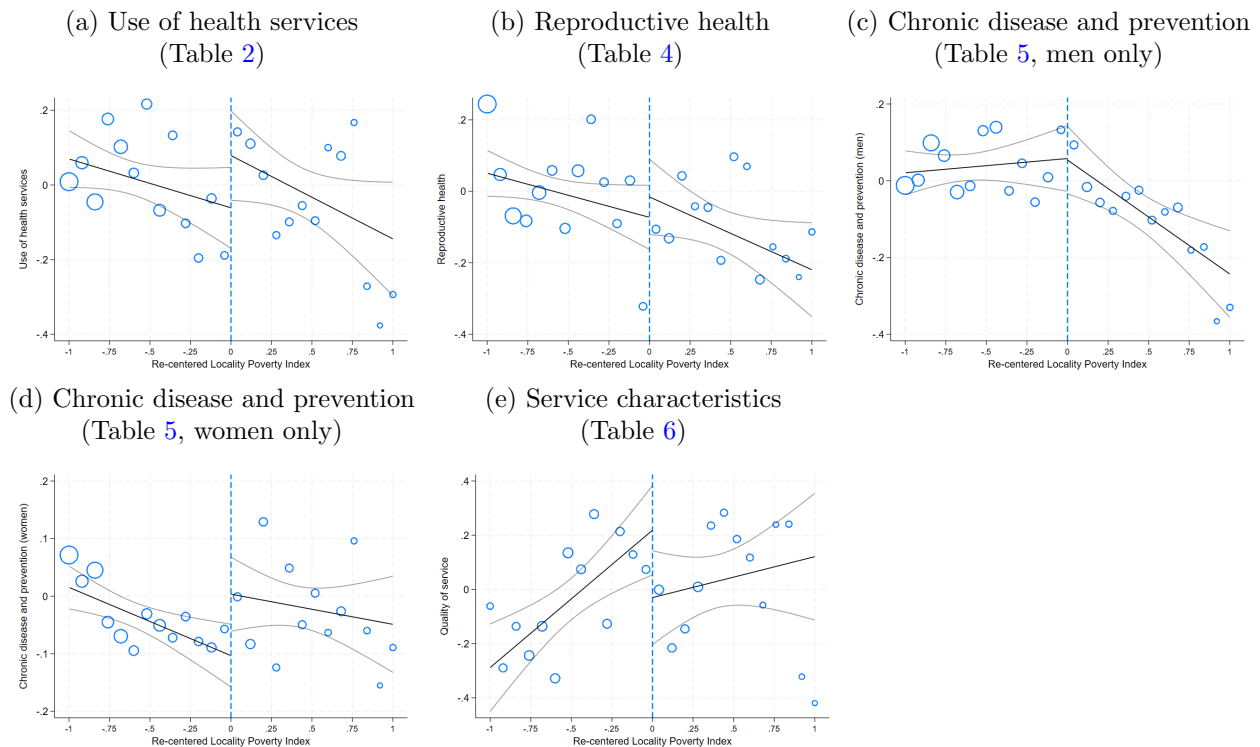 (a) Use of health services
(Table 2)
(b) Reproductive health
(Table 4)
(c) Chronic disease and prevention
(Table 5, men only)
Use of health services
.2
0
-.2
-.4
-1 -.75 -.5 -.25 0 .25 .5 .75 1
Re-centered Locality Poverty Index
Reproductive health
.2
0
-.2
-.4
-1 -.75 -.5 -.25 0 .25 .5 .75 1
Re-centered Locality Poverty Index
Chronic disease and prevention (men)
.2
0
-.2
-.4
-1 -.75 -.5 -.25 0 .25 .5 .75 1
Re-centered Locality Poverty Index
(d) Chronic disease and prevention
(Table 5, women only)
(e) Service characteristics
(Table 6)
Chronic disease and prevention (women)
.2
.1
0
-.1
-.2
-1 -.75 -.5 -.25 0 .25 .5 .75 1
Re-centered Locality Poverty Index
Quality of service
.4
.2
0
-.2
-.4
-1 -.75 -.5 -.25 0 .25 .5 .75 1
Re-centered Locality Poverty Index